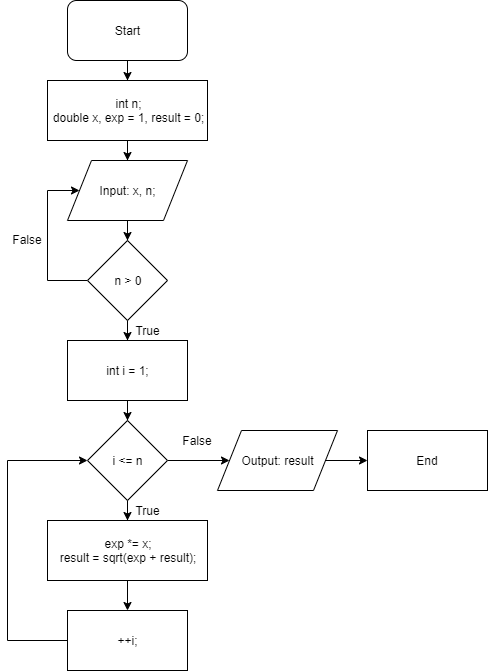 Start
int n;
double x, exp = 1, result = 0;
Input: x, n;
False
n > 0
True
int i = 1;
False
i <= n
Output: result
End
True
exp *= x;
result = sqrt(exp + result);
++i;